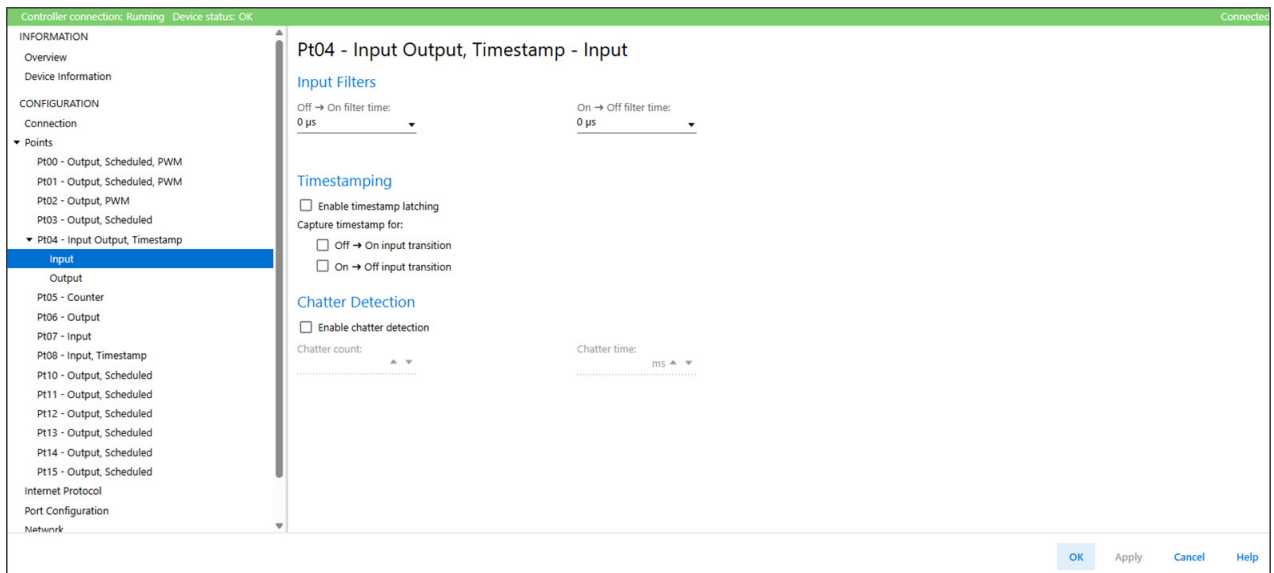 Controller connection: Running Device status: OK Connected
INFORMATION
Overview
Device Information
CONFIGURATION
Connection
Points
Pt00 - Output, Scheduled, PWM
Pt01 - Output, Scheduled, PWM
Pt02 - Output, PWM
Pt03 - Output, Scheduled
Pt04 - Input Output, Timestamp
Input
Output
Pt05 - Counter
Pt06 - Output
Pt07 - Input
Pt08 - Input, Timestamp
Pt10 - Output, Scheduled
Pt11 - Output, Scheduled
Pt12 - Output, Scheduled
Pt13 - Output, Scheduled
Pt14 - Output, Scheduled
Pt15 - Output, Scheduled
Internet Protocol
Port Configuration
Network
Pt04 - Input Output, Timestamp - Input
Input Filters
Off → On filter time: On → Off filter time:
0 µs 0 µs
Timestamping
Enable timestamp latching
Capture timestamp for:
Off → On input transition
On → Off input transition
Chatter Detection
Enable chatter detection
Chatter count: Chatter time:
ms
OK Apply Cancel Help